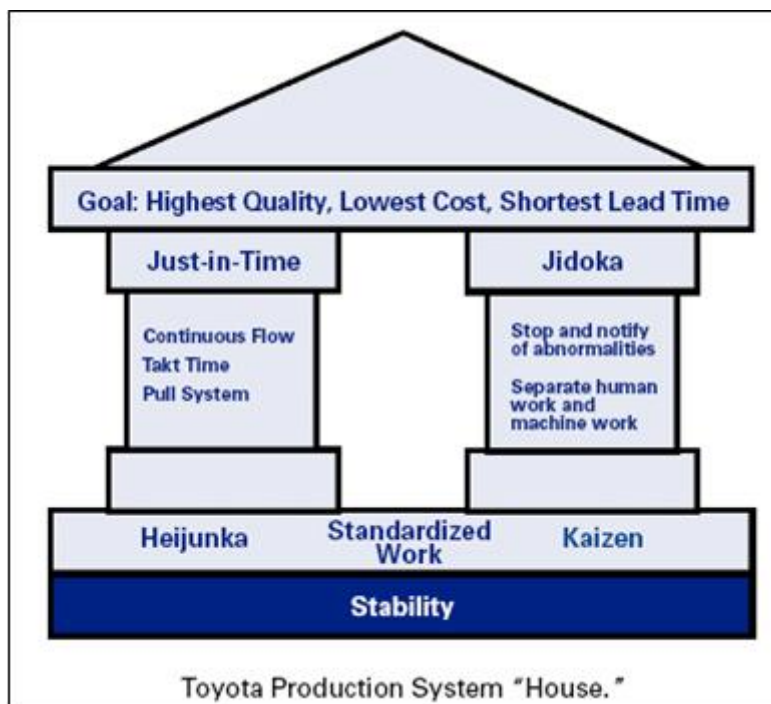 Goal: Highest Quality, Lowest Cost, Shortest Lead Time
Just-in-Time
Continuous Flow
Takt Time
Pull System
Jidoka
Stop and notify
of abnormalities
Separate human
work and
machine work
Heijunka
Standardized
Work
Kaizen
Stability
Toyota Production System “House.”